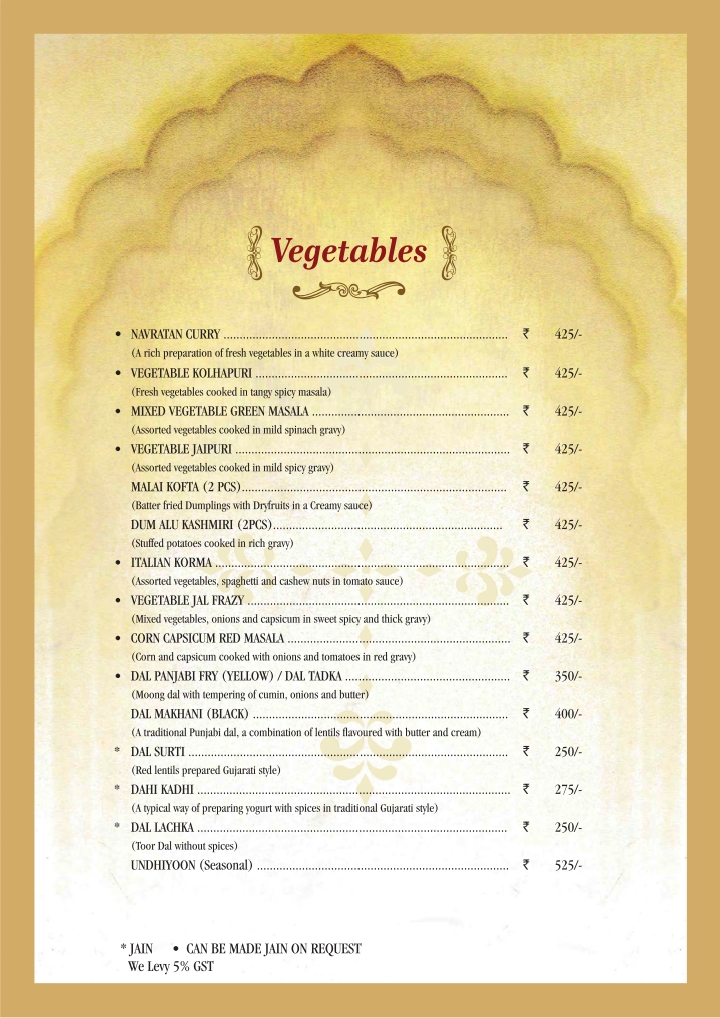 Vegetables
• NAVRATAN CURRY ........................................................................................ ₹ 425/-
(A rich preparation of fresh vegetables in a white creamy sauce)
• VEGETABLE KOLHAPURI .............................................................................. ₹ 425/-
(Fresh vegetables cooked in tangy spicy masala)
• MIXED VEGETABLE GREEN MASALA ............................................................. ₹ 425/-
(Assorted vegetables cooked in mild spinach gravy)
• VEGETABLE JAIPURI ..................................................................................... ₹ 425/-
(Assorted vegetables cooked in mild spicy gravy)
MALAI KOFTA (2 PCS).................................................................................. ₹ 425/-
(Batter fried Dumplings with Dryfruits in a Creamy sauce)
DUM ALU KASHMIRI (2PCS)....................................................................... ₹ 425/-
(Stuffed potatoes cooked in rich gravy)
• ITALIAN KORMA ........................................................................................... ₹ 425/-
(Assorted vegetables, spaghetti and cashew nuts in tomato sauce)
• VEGETABLE JAL FRAZY ................................................................................. ₹ 425/-
(Mixed vegetables, onions and capsicum in sweet spicy and thick gravy)
• CORN CAPSICUM RED MASALA ..................................................................... ₹ 425/-
(Corn and capsicum cooked with onions and tomatoes in red gravy)
• DAL PANJABI FRY (YELLOW) / DAL TADKA ................................................... ₹ 350/-
(Moong dal with tempering of cumin, onions and butter)
DAL MAKHANI (BLACK) ............................................................................... ₹ 400/-
(A traditional Punjabi dal, a combination of lentils flavoured with butter and cream)
* DAL SURTI ................................................................................................... ₹ 250/-
(Red lentils prepared Gujarati style)
* DAHI KADHI ................................................................................................. ₹ 275/-
(A typical way of preparing yogurt with spices in traditional Gujarati style)
* DAL LACHKA ................................................................................................ ₹ 250/-
(Toor Dal without spices)
UNDHIYOON (Seasonal) .............................................................................. ₹ 525/-
* JAIN • CAN BE MADE JAIN ON REQUEST
We Levy 5% GST